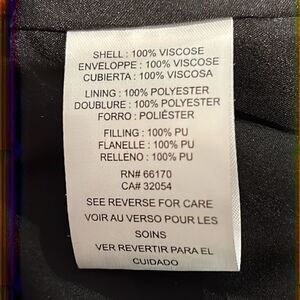 SHELL : 100% VISCOSE
ENVELOPPE : 100% VISCOSE
CUBIERTA : 100% VISCOSA
LINING : 100% POLYESTER
DOUBLURE : 100% POLYESTER
FORRO : POLIÉSTER
FILLING : 100% PU
FLANELLE : 100% PU
RELLENO : 100% PU
RN# 66170
CA# 32054
SEE REVERSE FOR CARE
VOIR AU VERSO POUR LES
SOINS
VER REVERTIR PARA EL
CUIDADO